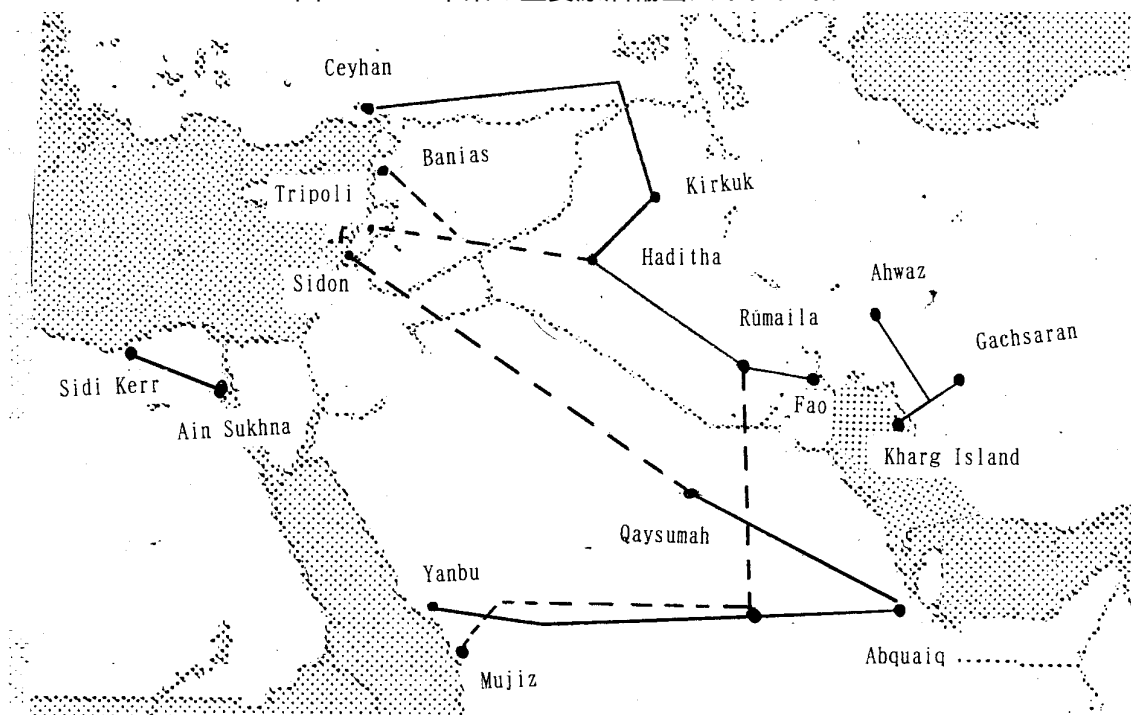 Ceyhan
Banias
Tripoli
Kirkuk
Haditha
Sidon
Ahwaz
Rumaila
Gachsaran
Sidi Kerr
Fao
Ain Sukhna
Kharg Island
Qaysumah
Yanbu
Abquaiq
Mujiz